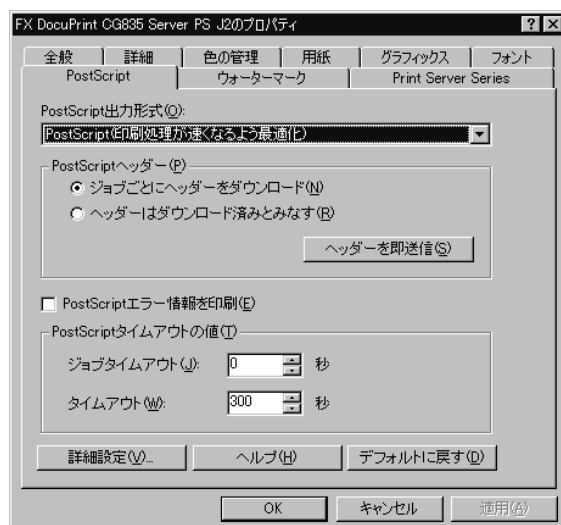 FX DocuPrint CG835 Server PS J2のプロパティ
全般 詳細 色の管理 用紙 グラフィックス フォント
PostScript ウォーターマーク Print Server Series
PostScript出力形式(O):
PostScript(印刷処理が速くなるよう最適化)
PostScriptヘッダー(P)
ジョブごとにヘッダーをダウンロード(N)
ヘッダーはダウンロード済みとみなす(R)
ヘッダーを即送信(S)
PostScriptエラー情報を印刷(E)
PostScriptタイムアウトの値(T)
ジョブタイムアウト(J): 0 秒
タイムアウト(W): 300 秒
詳細設定(V)... ヘルプ(H) デフォルトに戻す(D)
OK キャンセル 適用(A)